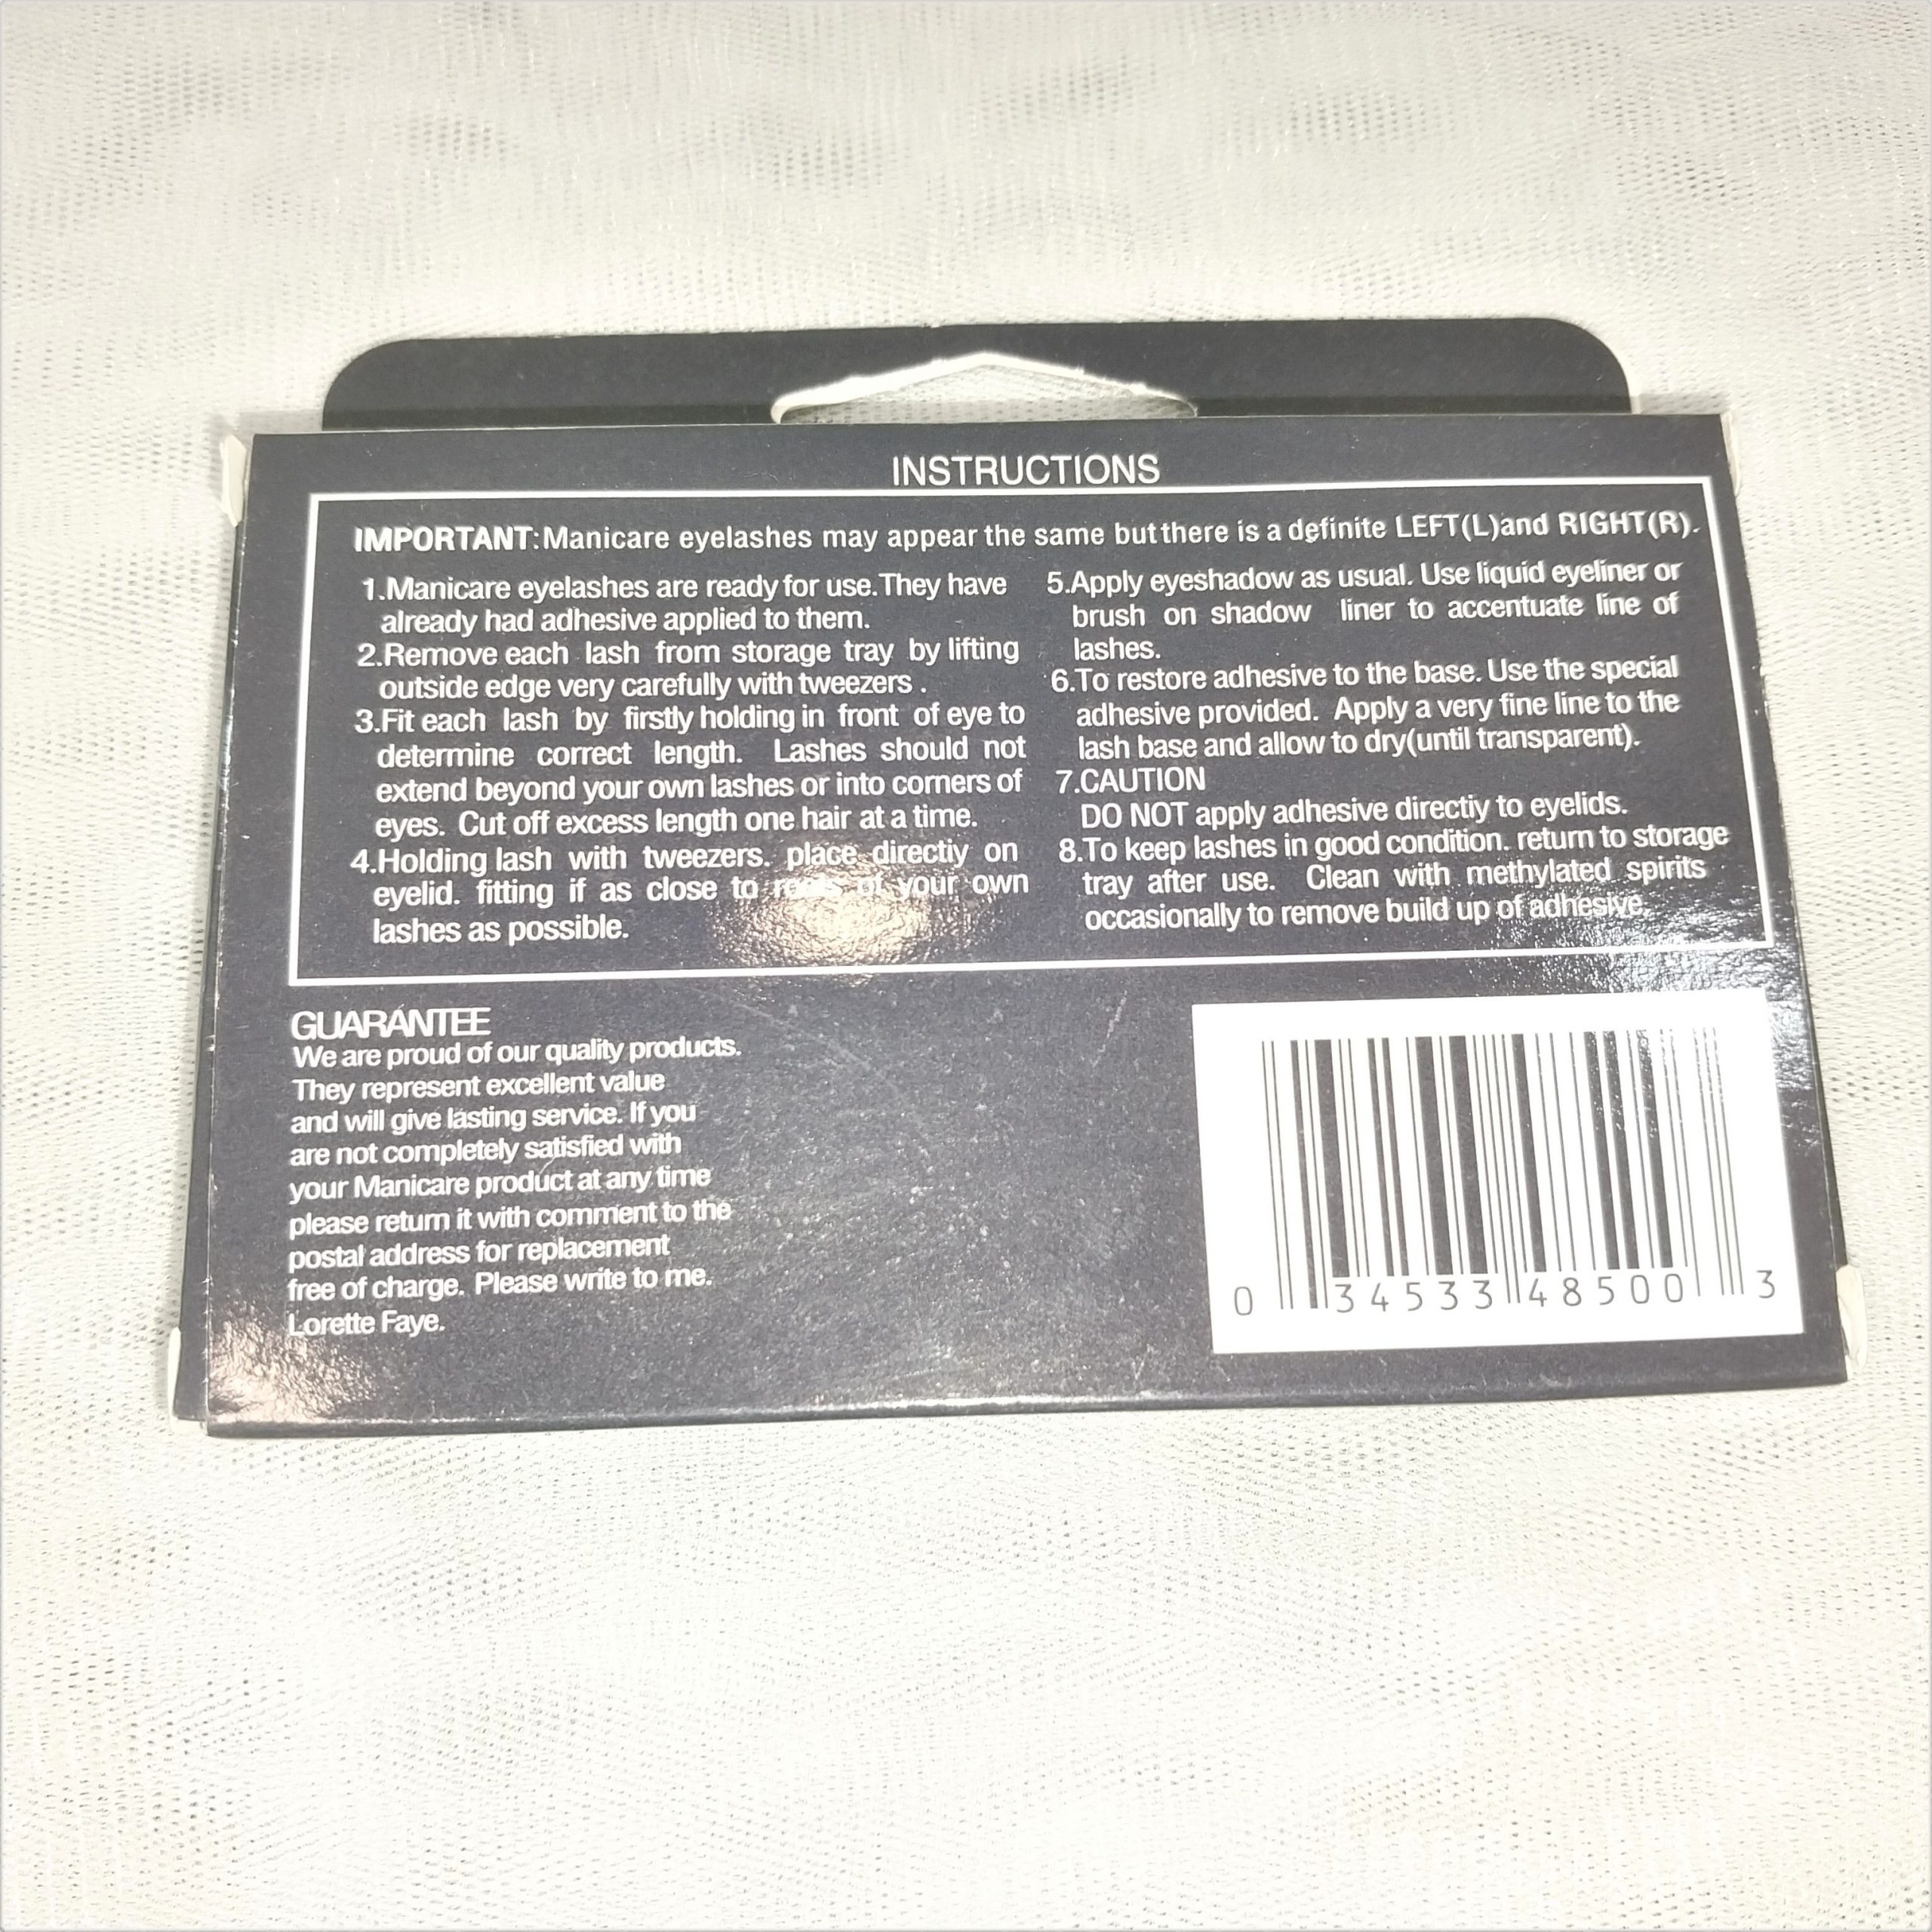 INSTRUCTIONS
IMPORTANT:Manicare eyelashes may appear the same but there is a definite LEFT(L)and RIGHT(R).
1.Manicare eyelashes are ready for use.They have
already had adhesive applied to them.
2.Remove each lash from storage tray by lifting
outside edge very carefully with tweezers .
3.Fit each lash by firstly holding in front of eye to
determine correct length. Lashes should not
extend beyond your own lashes or into corners of
eyes. Cut off excess length one hair at a time.
4.Holding lash with tweezers. place directiy on
eyelid. fitting if as close to roots of your own
lashes as possible.
5.Apply eyeshadow as usual. Use liquid eyeliner or
brush on shadow liner to accentuate line of
lashes.
6.To restore adhesive to the base. Use the special
adhesive provided. Apply a very fine line to the
lash base and allow to dry(until transparent).
7.CAUTION
DO NOT apply adhesive directiy to eyelids.
8.To keep lashes in good condition. return to storage
tray after use. Clean with methylated spirits
occasionally to remove build up of adhesive.
GUARANTEE
We are proud of our quality products.
They represent excellent value
and will give lasting service. If you
are not completely satisfied with
your Manicare product at any time
please return it with comment to the
postal address for replacement
free of charge. Please write to me.
Lorette Faye.
0 34533 48500 3